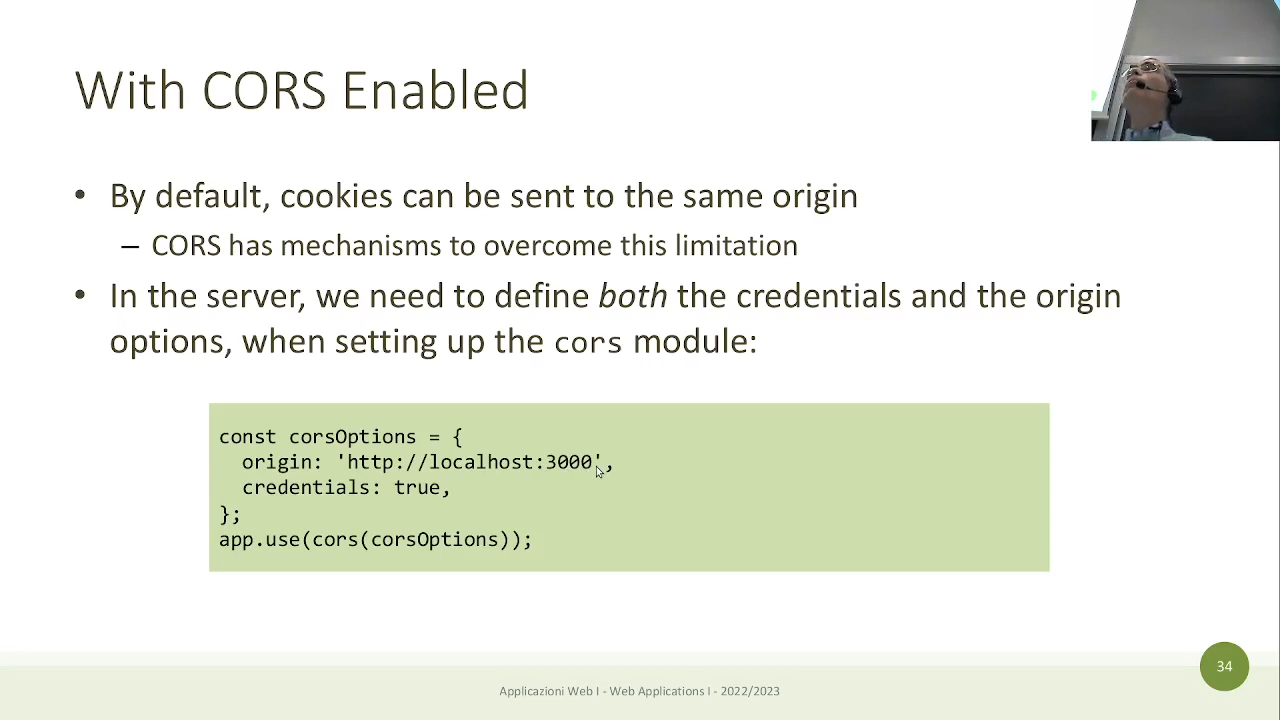 With CORS Enabled
• By default, cookies can be sent to the same origin
– CORS has mechanisms to overcome this limitation
• In the server, we need to define both the credentials and the origin
options, when setting up the cors module:
const corsOptions = {
  origin: 'http://localhost:3000',
  credentials: true,
};
app.use(cors(corsOptions));
34
Applicazioni Web I - Web Applications I - 2022/2023